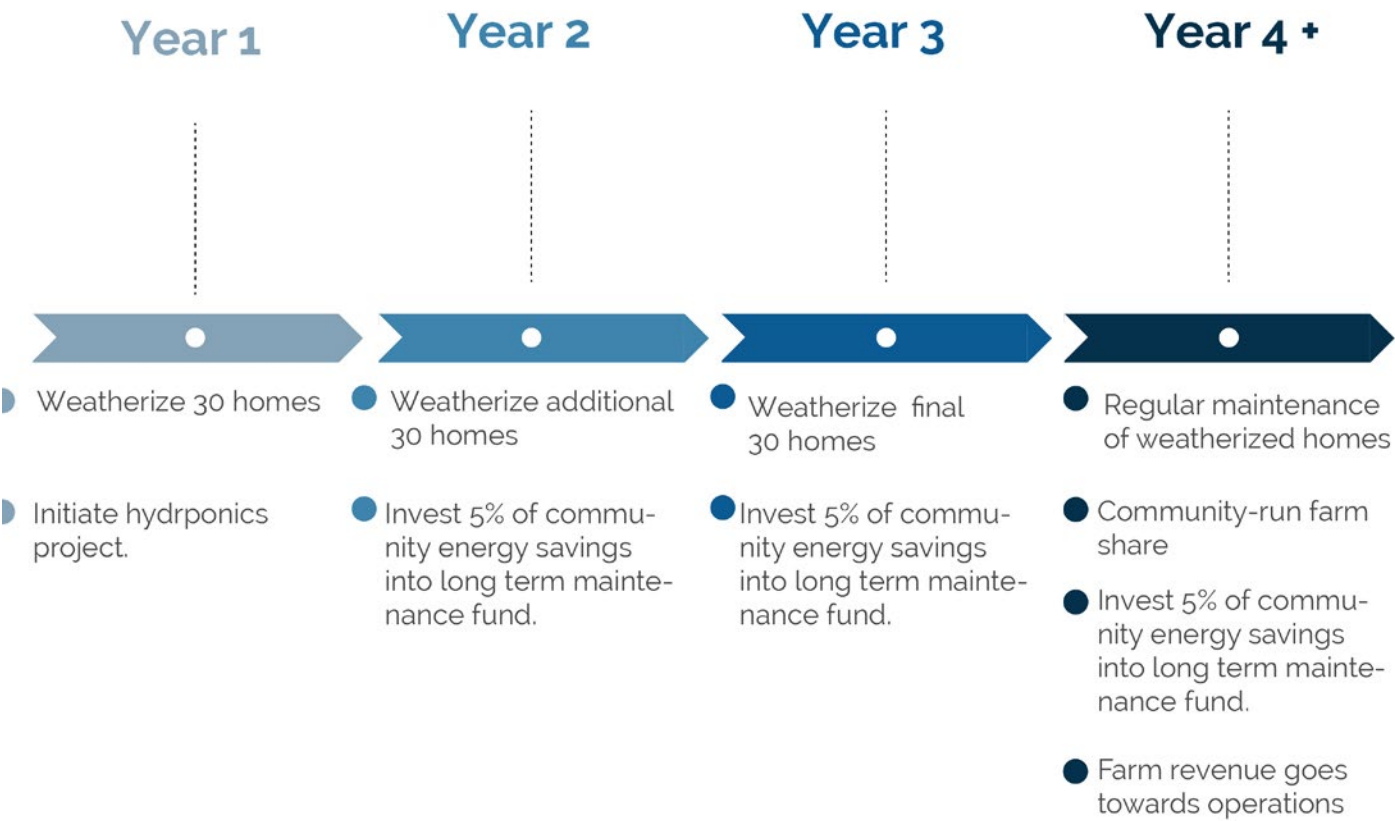 Year 1
Year 2
Year 3
Year 4 +
Weatherize 30 homes
Initiate hydrponics
project.
Weatherize additional
30 homes
Invest 5% of commu-
nity energy savings
into long term mainte-
nance fund.
Weatherize final
30 homes
Invest 5% of commu-
nity energy savings
into long term mainte-
nance fund.
Regular maintenance
of weatherized homes
Community-run farm
share
Invest 5% of commu-
nity energy savings
into long term mainte-
nance fund.
Farm revenue goes
towards operations